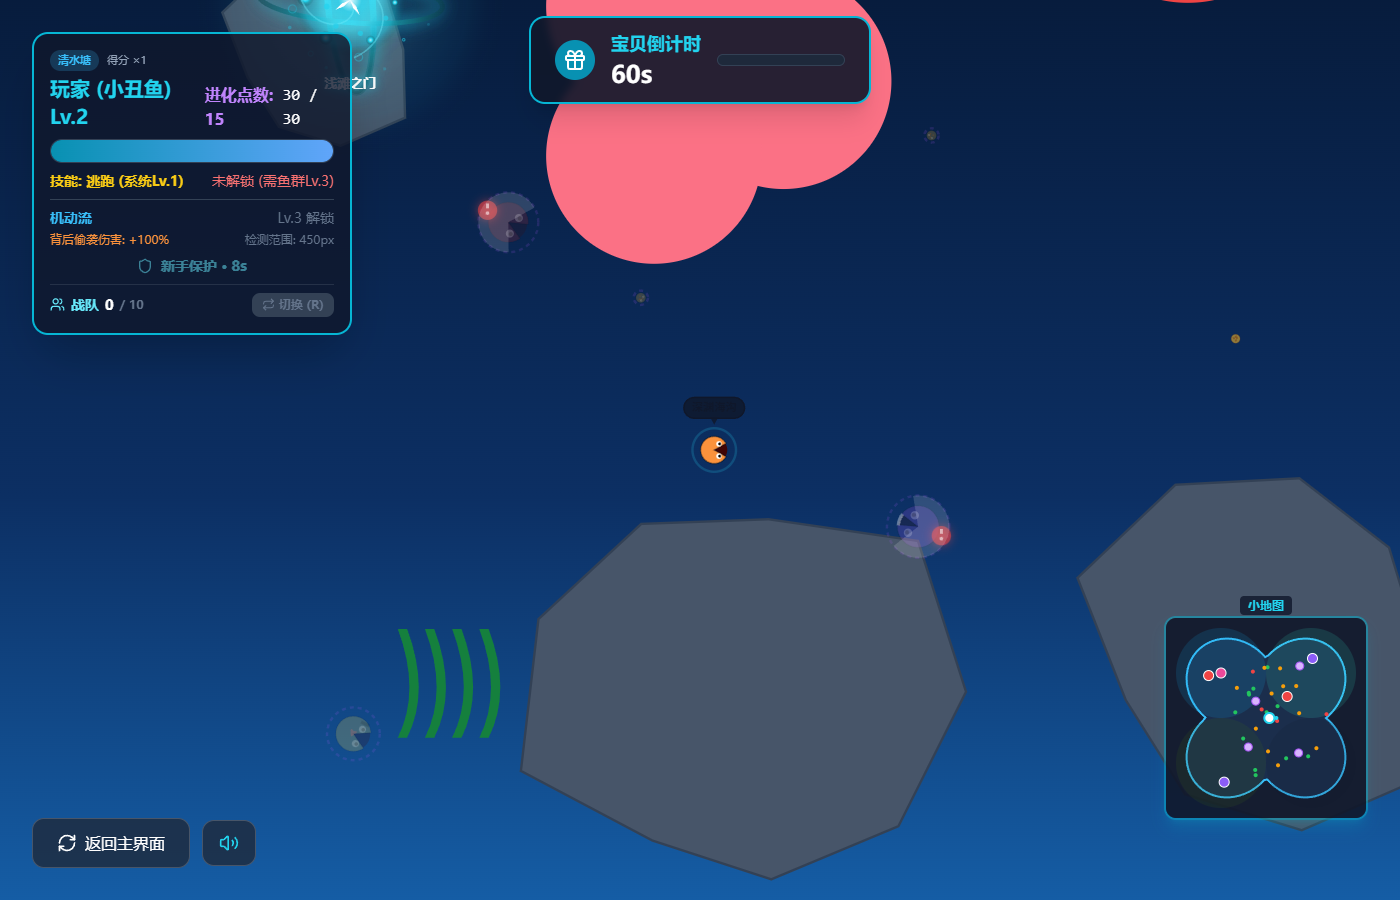 清水塘 得分 ×1
玩家 (小丑鱼) Lv.2
进化点数: 15
30 / 30
技能: 逃跑 (系统Lv.1) 未解锁 (需鱼群Lv.3)
机动流 Lv.3 解锁
背后偷袭伤害: +100% 检测范围: 450px
新手保护 • 8s
战队 0 / 10 切换 (R)
浅滩之门
宝贝倒计时
60s
小地图
返回主界面